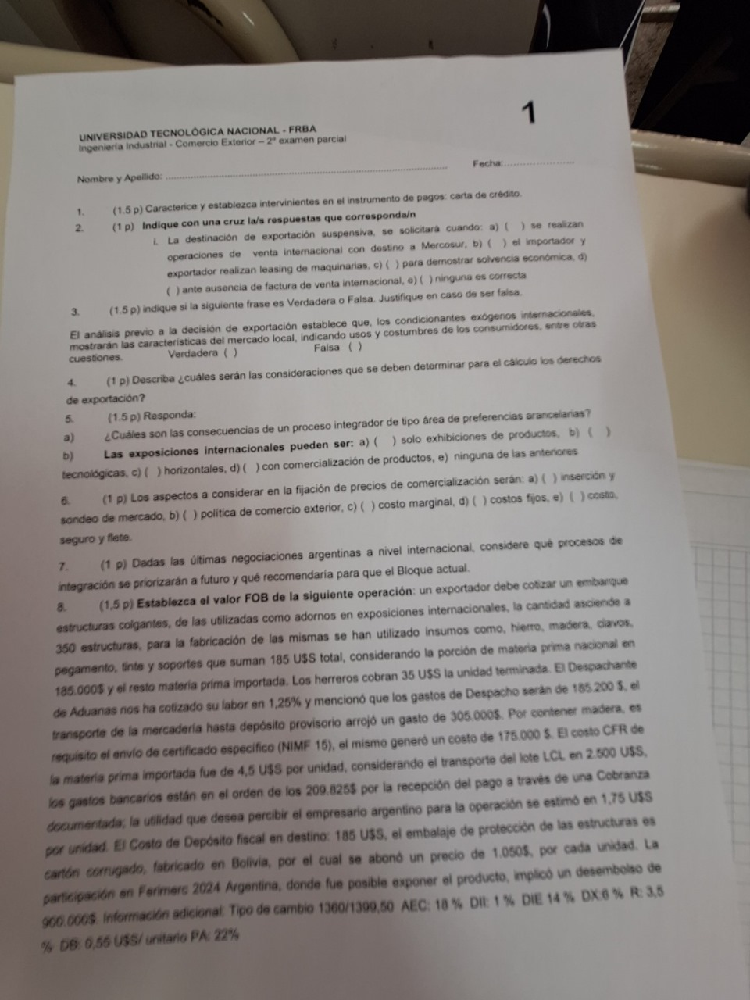 1
UNIVERSIDAD TECNOLÓGICA NACIONAL - FRBA
Ingeniería Industrial - Comercio Exterior – 2º examen parcial
Nombre y Apellido: ........................................ Fecha:......................
1. (1.5 p) Caracterice y establezca intervinientes en el instrumento de pagos: carta de crédito.
2. (1 p) Indique con una cruz la/s respuestas que corresponda/n
i. La destinación de exportación suspensiva, se solicitará cuando: a) ( ) se realizan
operaciones de venta internacional con destino a Mercosur, b) ( ) el importador y
exportador realizan leasing de maquinarias, c) ( ) para demostrar solvencia económica, d)
( ) ante ausencia de factura de venta internacional, e) ( ) ninguna es correcta
3. (1.5 p) indique si la siguiente frase es Verdadera o Falsa. Justifique en caso de ser falsa.
El análisis previo a la decisión de exportación establece que, los condicionantes exógenos internacionales,
mostrarán las características del mercado local, indicando usos y costumbres de los consumidores, entre otras
cuestiones. Verdadera ( ) Falsa ( )
4. (1 p) Describa ¿cuáles serán las consideraciones que se deben determinar para el cálculo los derechos
de exportación?
5. (1.5 p) Responda:
a) ¿Cuáles son las consecuencias de un proceso integrador de tipo área de preferencias arancelarias?
b) Las exposiciones internacionales pueden ser: a) ( ) solo exhibiciones de productos, b) ( )
tecnológicas, c) ( ) horizontales, d) ( ) con comercialización de productos, e) ninguna de las anteriores
6. (1 p) Los aspectos a considerar en la fijación de precios de comercialización serán: a) ( ) inserción y
sondeo de mercado, b) ( ) política de comercio exterior, c) ( ) costo marginal, d) ( ) costos fijos, e) ( ) costo,
seguro y flete.
7. (1 p) Dadas las últimas negociaciones argentinas a nivel internacional, considere qué procesos de
integración se priorizarán a futuro y qué recomendaría para que el Bloque actual.
8. (1,5 p) Establezca el valor FOB de la siguiente operación: un exportador debe cotizar un embarque
estructuras colgantes, de las utilizadas como adornos en exposiciones internacionales, la cantidad asciende a
350 estructuras, para la fabricación de las mismas se han utilizado insumos como, hierro, madera, clavos,
pegamento, tinte y soportes que suman 185 U$S total, considerando la porción de materia prima nacional en
185.000$ y el resto materia prima importada. Los herreros cobran 35 U$S la unidad terminada. El Despachante
de Aduanas nos ha cotizado su labor en 1,25% y mencionó que los gastos de Despacho serán de 185.200 $, el
transporte de la mercadería hasta depósito provisorio arrojó un gasto de 305.000$. Por contener madera, es
requisito el envío de certificado específico (NIMF 15), el mismo generó un costo de 175.000 $. El costo CFR de
la materia prima importada fue de 4,5 U$S por unidad, considerando el transporte del lote LCL en 2.500 U$S,
los gastos bancarios están en el orden de los 209.825$ por la recepción del pago a través de una Cobranza
documentada; la utilidad que desea percibir el empresario argentino para la operación se estimó en 1,75 U$S
por unidad. El Costo de Depósito fiscal en destino: 185 U$S, el embalaje de protección de las estructuras es
cartón corrugado, fabricado en Bolivia, por el cual se abonó un precio de 1.050$, por cada unidad. La
participación en Ferimerc 2024 Argentina, donde fue posible exponer el producto, implicó un desembolso de
900.000$. Información adicional: Tipo de cambio 1360/1399,50 AEC: 18 % DII: 1 % DIE 14 % DX:6 % R: 3,5
% DB: 0,55 U$S/ unitario PA: 22%